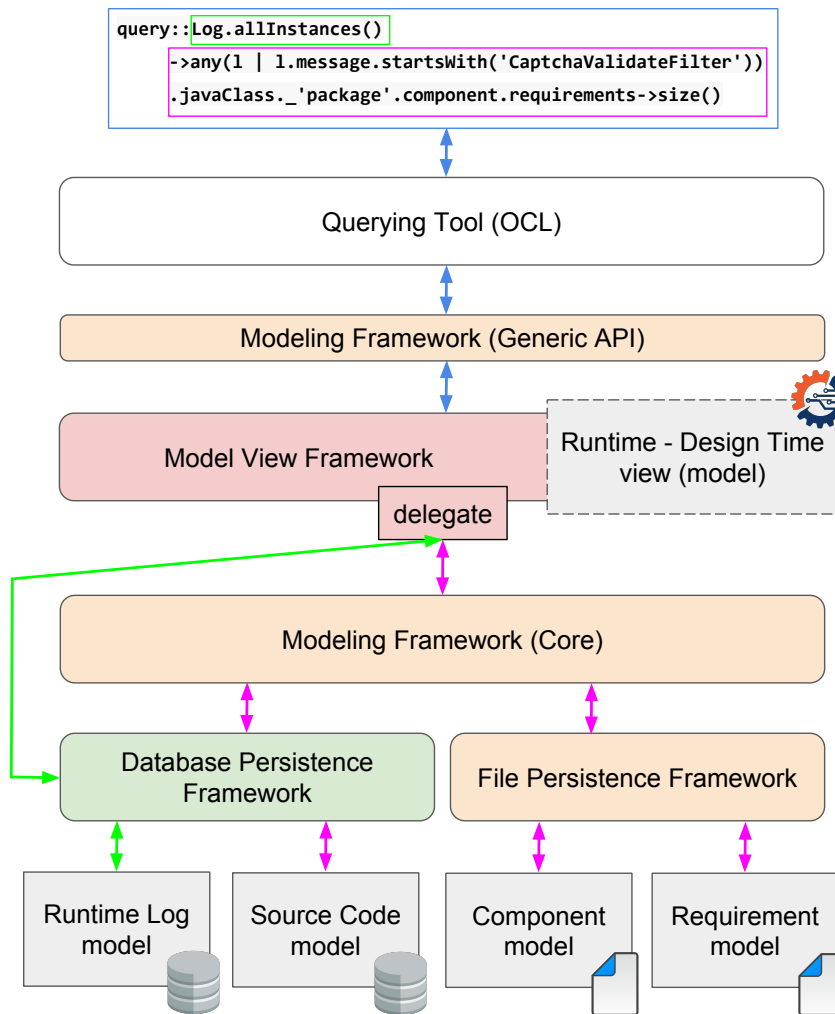 query::Log.allInstances()
->any(l | l.message.startsWith('CaptchaValidateFilter'))
.javaClass._'package'.component.requirements->size()
Querying Tool (OCL)
Modeling Framework (Generic API)
Model View Framework
Runtime - Design Time
view (model)
delegate
Modeling Framework (Core)
Database Persistence
Framework
File Persistence Framework
Runtime Log
model
Source Code
model
Component
model
Requirement
model